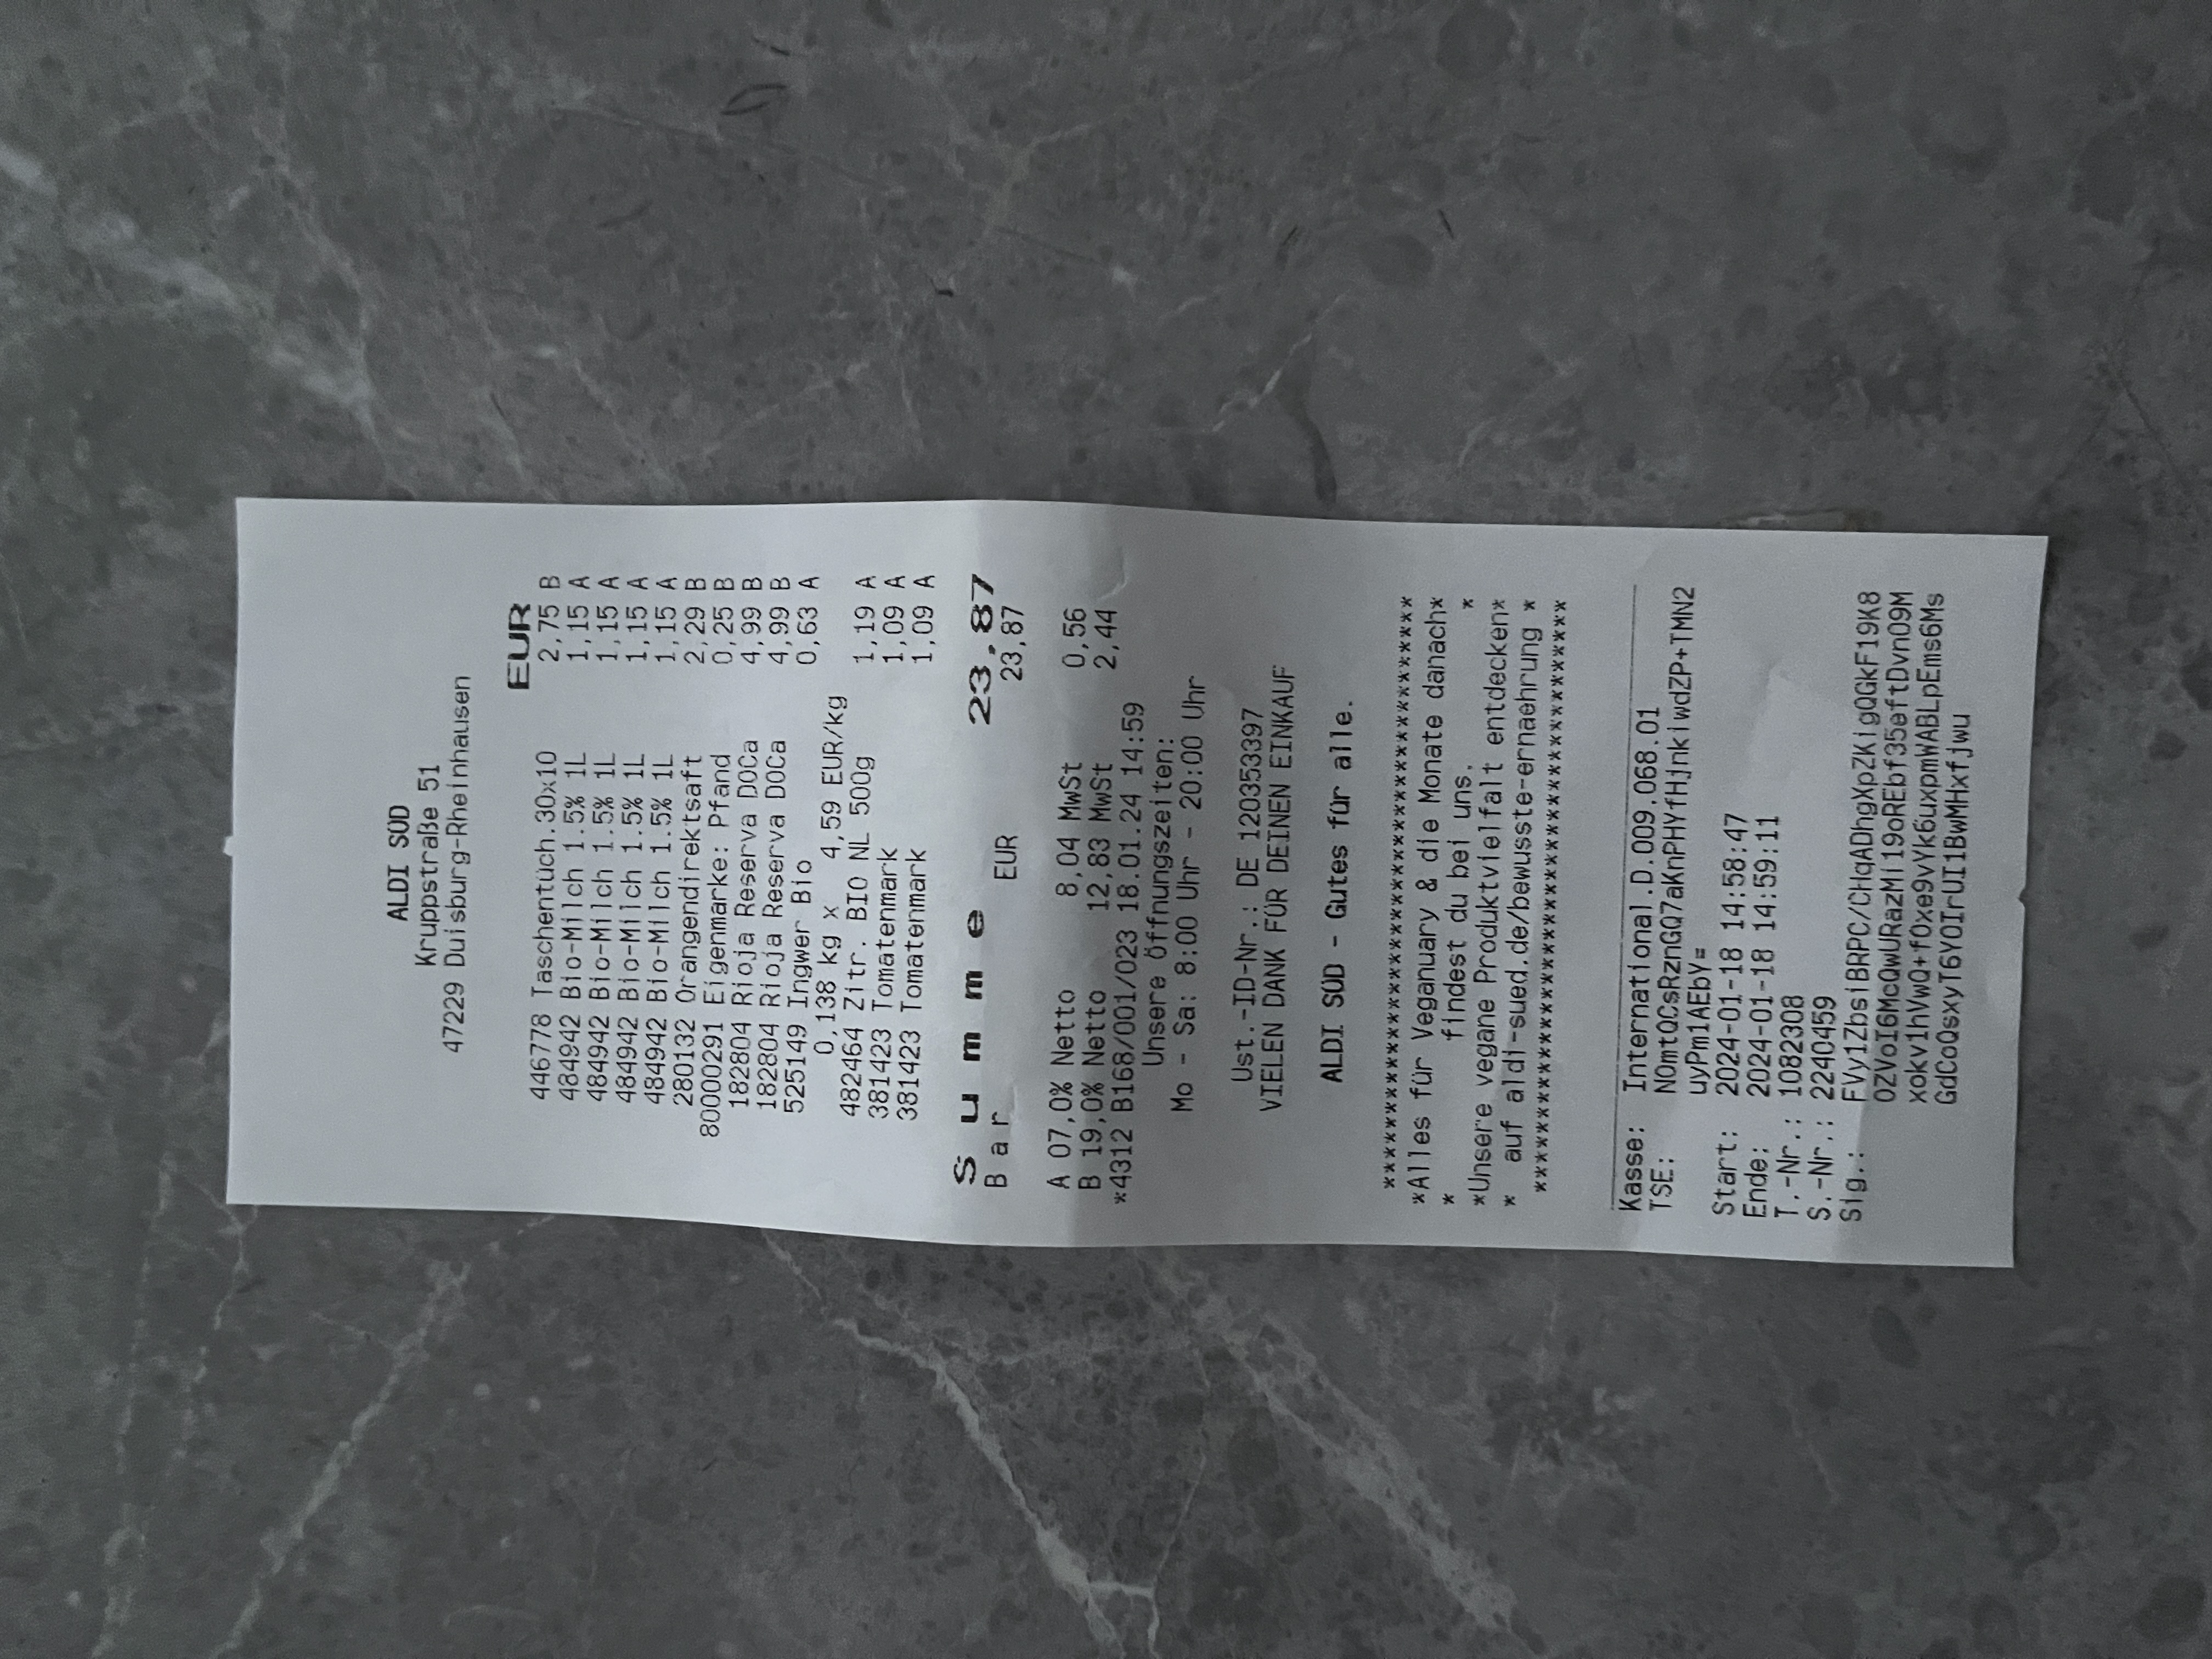 ALDI SÜD
Kruppstraße 51
47229 Duisburg-Rheinhausen
EUR
446778 Taschentüch.30x10 2,75 B
484942 Bio-Milch 1.5% 1L 1,15 A
484942 Bio-Milch 1.5% 1L 1,15 A
484942 Bio-Milch 1.5% 1L 1,15 A
484942 Bio-Milch 1.5% 1L 1,15 A
280132 Orangendirektsaft 2,29 B
80000291 Eigenmarke: Pfand 0,25 B
182804 Rioja Reserva DOCa 4,99 B
182804 Rioja Reserva DOCa 4,99 B
525149 Ingwer Bio 0,63 A
0,138 kg x 4,59 EUR/kg
482464 Zitr. BIO NL 500g 1,19 A
381423 Tomatenmark 1,09 A
381423 Tomatenmark 1,09 A
Summe 23,87
Bar EUR 23,87
A 07,0% Netto 8,04 MwSt 0,56
B 19,0% Netto 12,83 MwSt 2,44
*4312 B168/001/023 18.01.24 14:59
Unsere Öffnungszeiten:
Mo - Sa: 8:00 Uhr - 20:00 Uhr
Ust.-ID-Nr.: DE 120353397
VIELEN DANK FÜR DEINEN EINKAUF
ALDI SÜD - Gutes für alle.
****************************************
*Alles für Veganuary & die Monate danach*
* findest du bei uns. *
*Unsere vegane Produktvielfalt entdecken*
* auf aldi-sued.de/bewusste-ernaehrung *
****************************************
Kasse: International.D.009.068.01
TSE: NOmtQCsRznGQ7aKnPHYfHjnkiwdZP+TMN2
uyPm1AEbY=
Start: 2024-01-18 14:58:47
Ende: 2024-01-18 14:59:11
T.-Nr.: 1082308
S.-Nr.: 2240459
Sig.: FVy1ZbsiBRPC/CHqADhgXpZKigQGkF19K8
OZVoI6McQwURazMi19oREbf35eftDvnO9M
xokv1hVwQ+fOxe9vYk6uxpmWABLpEms6Ms
GdCoQsxyT6YOIrUI1BwMHxfjwu